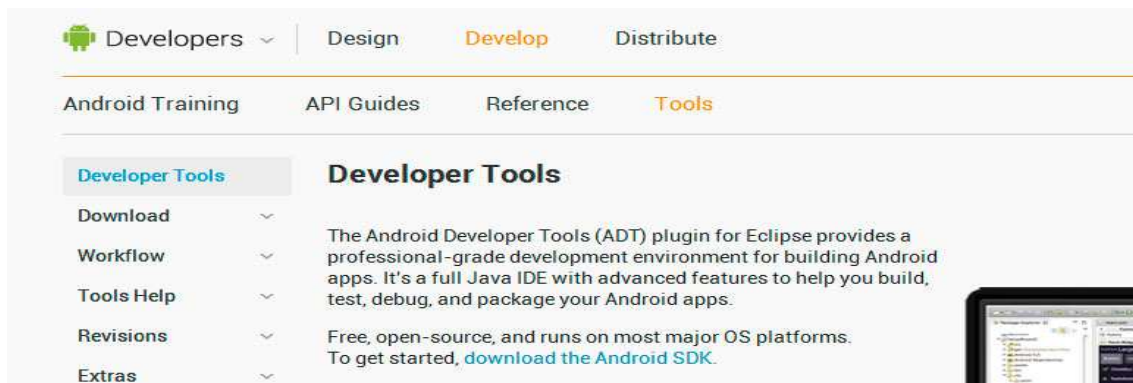 Developers Design Develop Distribute
Android Training API Guides Reference Tools
Developer Tools
Download
Workflow
Tools Help
Revisions
Extras
Developer Tools
The Android Developer Tools (ADT) plugin for Eclipse provides a
professional-grade development environment for building Android
apps. It's a full Java IDE with advanced features to help you build,
test, debug, and package your Android apps.
Free, open-source, and runs on most major OS platforms.
To get started, download the Android SDK.